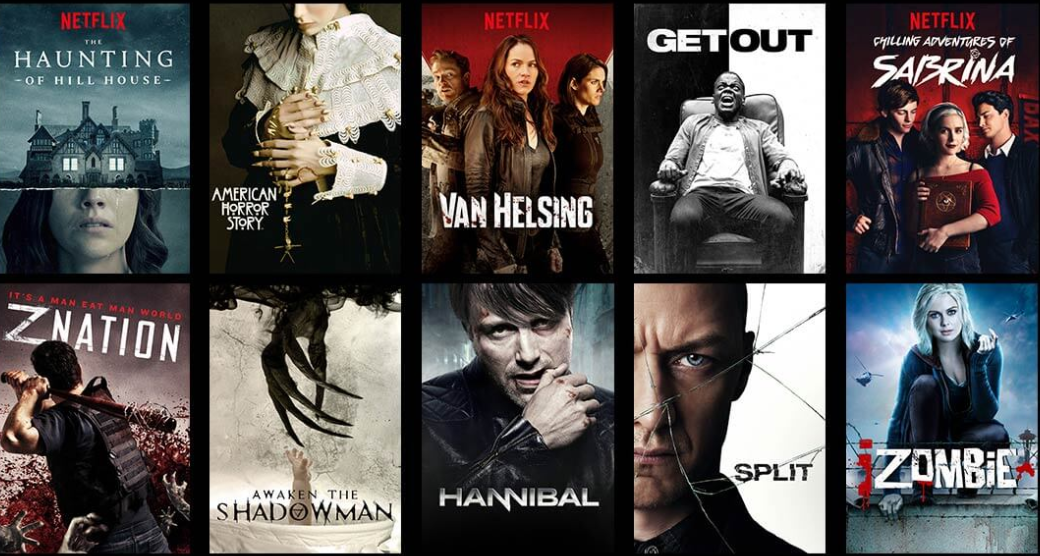 NETFLIX
THE
HAUNTING
-OF HILL HOUSE-
AMERICAN
HORROR
STORY
VAN HELSING
GET OUT
NETFLIX
CHILLING ADVENTURES OF
SABRINA
IT'S A MAN EAT MAN WORLD
Z NATION
AWAKEN THE
SHADOWMAN
HANNIBAL
SPLIT
iZOMBiE